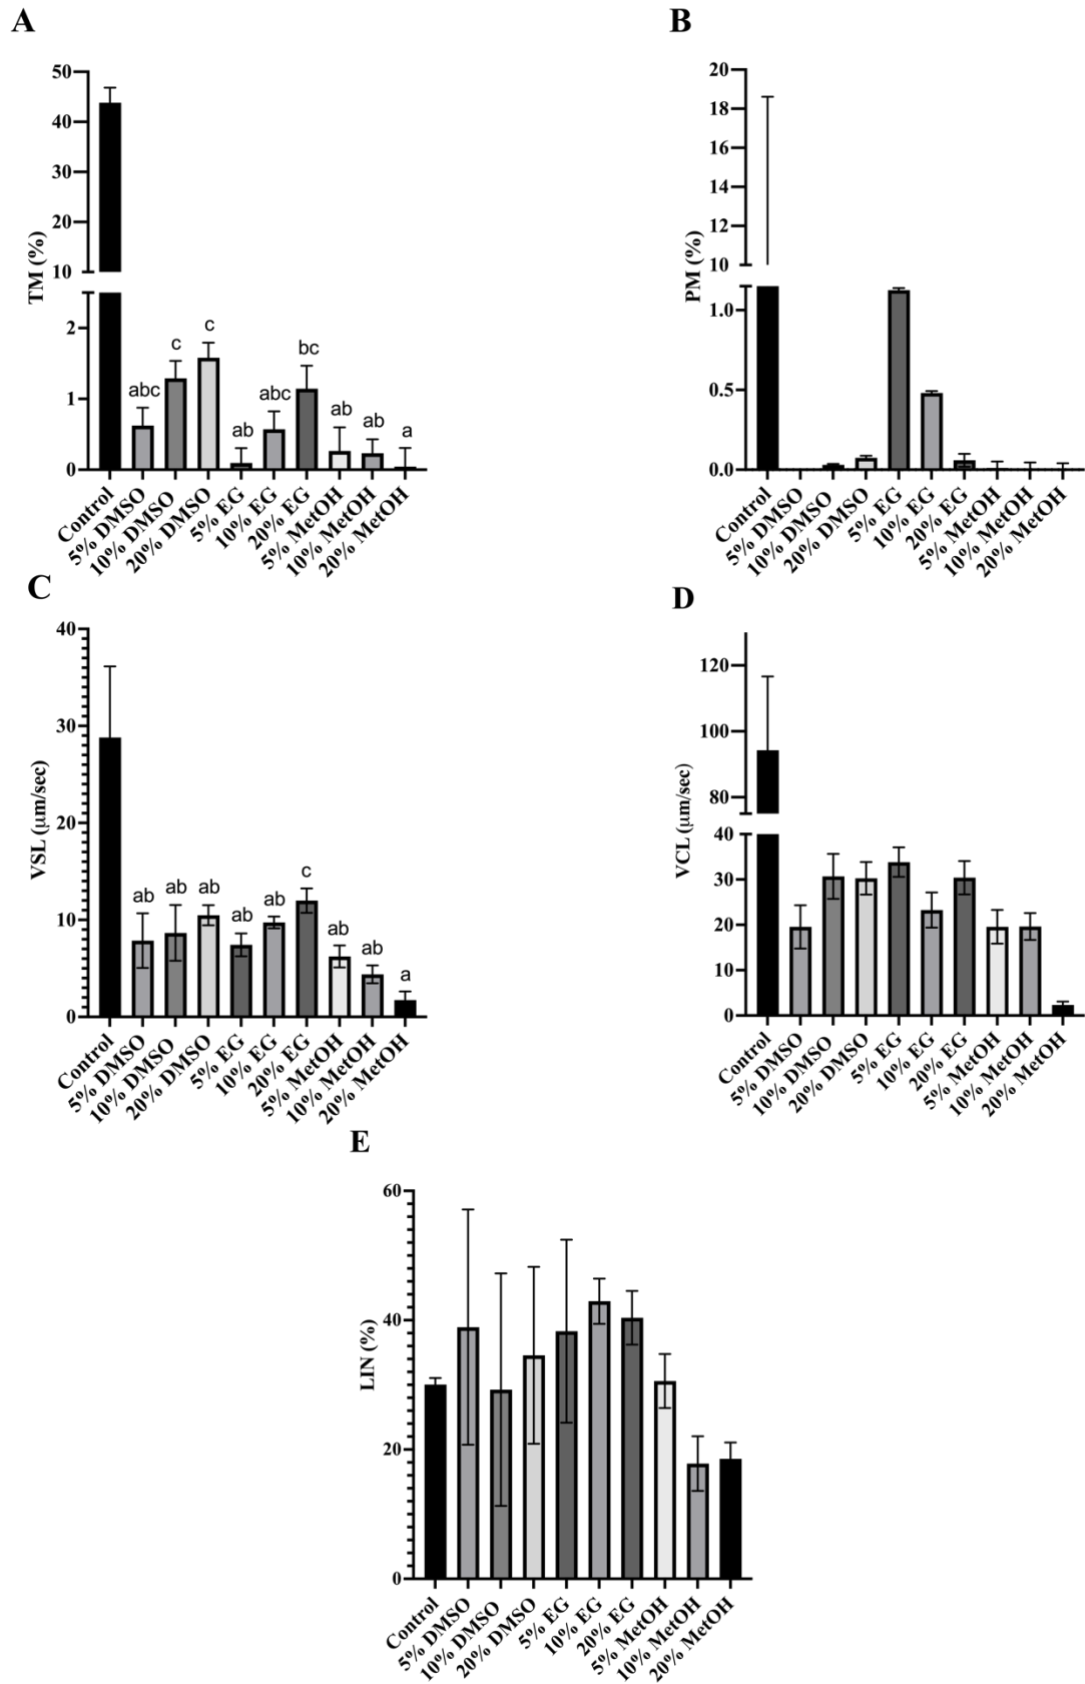 A
TM (%)
50
40
30
20
10
2
1
0
abc
c
c
ab
abc
bc
ab
ab
a
Control
5% DMSO
10% DMSO
20% DMSO
5% EG
10% EG
20% EG
5% MetOH
10% MetOH
20% MetOH
B
PM (%)
20
18
16
14
12
10
1.0
0.5
0.0
Control
5% DMSO
10% DMSO
20% DMSO
5% EG
10% EG
20% EG
5% MetOH
10% MetOH
20% MetOH
C
VSL (μm/sec)
40
30
20
10
0
ab
ab
ab
ab
ab
c
ab
ab
a
Control
5% DMSO
10% DMSO
20% DMSO
5% EG
10% EG
20% EG
5% MetOH
10% MetOH
20% MetOH
D
VCL (μm/sec)
120
100
80
40
30
20
10
0
Control
5% DMSO
10% DMSO
20% DMSO
5% EG
10% EG
20% EG
5% MetOH
10% MetOH
20% MetOH
E
LIN (%)
60
40
20
0
Control
5% DMSO
10% DMSO
20% DMSO
5% EG
10% EG
20% EG
5% MetOH
10% MetOH
20% MetOH